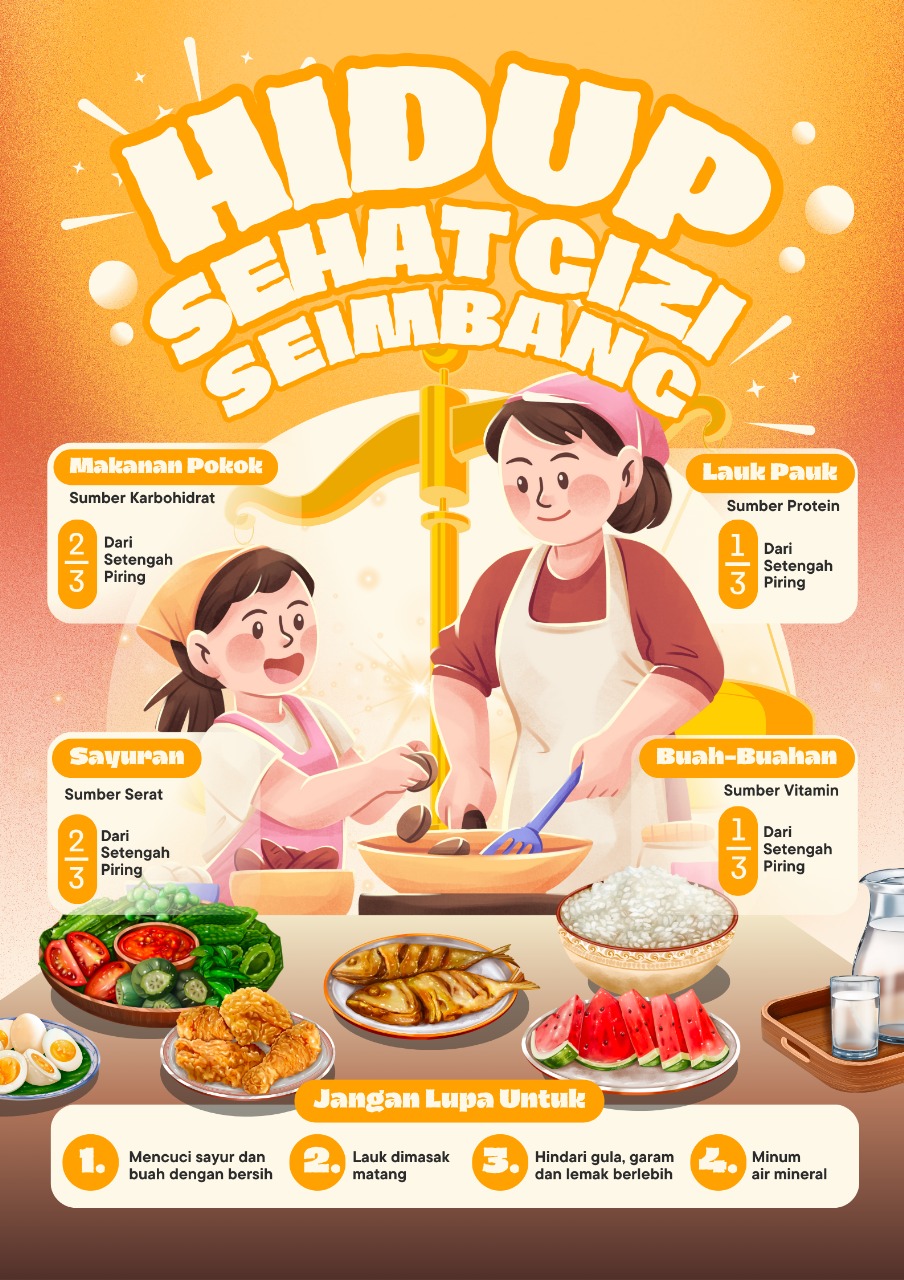 HIDUP
SEHAT GIZI
SEIMBANG
Makanan Pokok
Sumber Karbohidrat
2/3
Dari
Setengah
Piring
Lauk Pauk
Sumber Protein
1/3
Dari
Setengah
Piring
Sayuran
Sumber Serat
2/3
Dari
Setengah
Piring
Buah-Buahan
Sumber Vitamin
1/3
Dari
Setengah
Piring
Jangan Lupa Untuk
1. Mencuci sayur dan
buah dengan bersih
2. Lauk dimasak
matang
3. Hindari gula, garam
dan lemak berlebih
4. Minum
air mineral